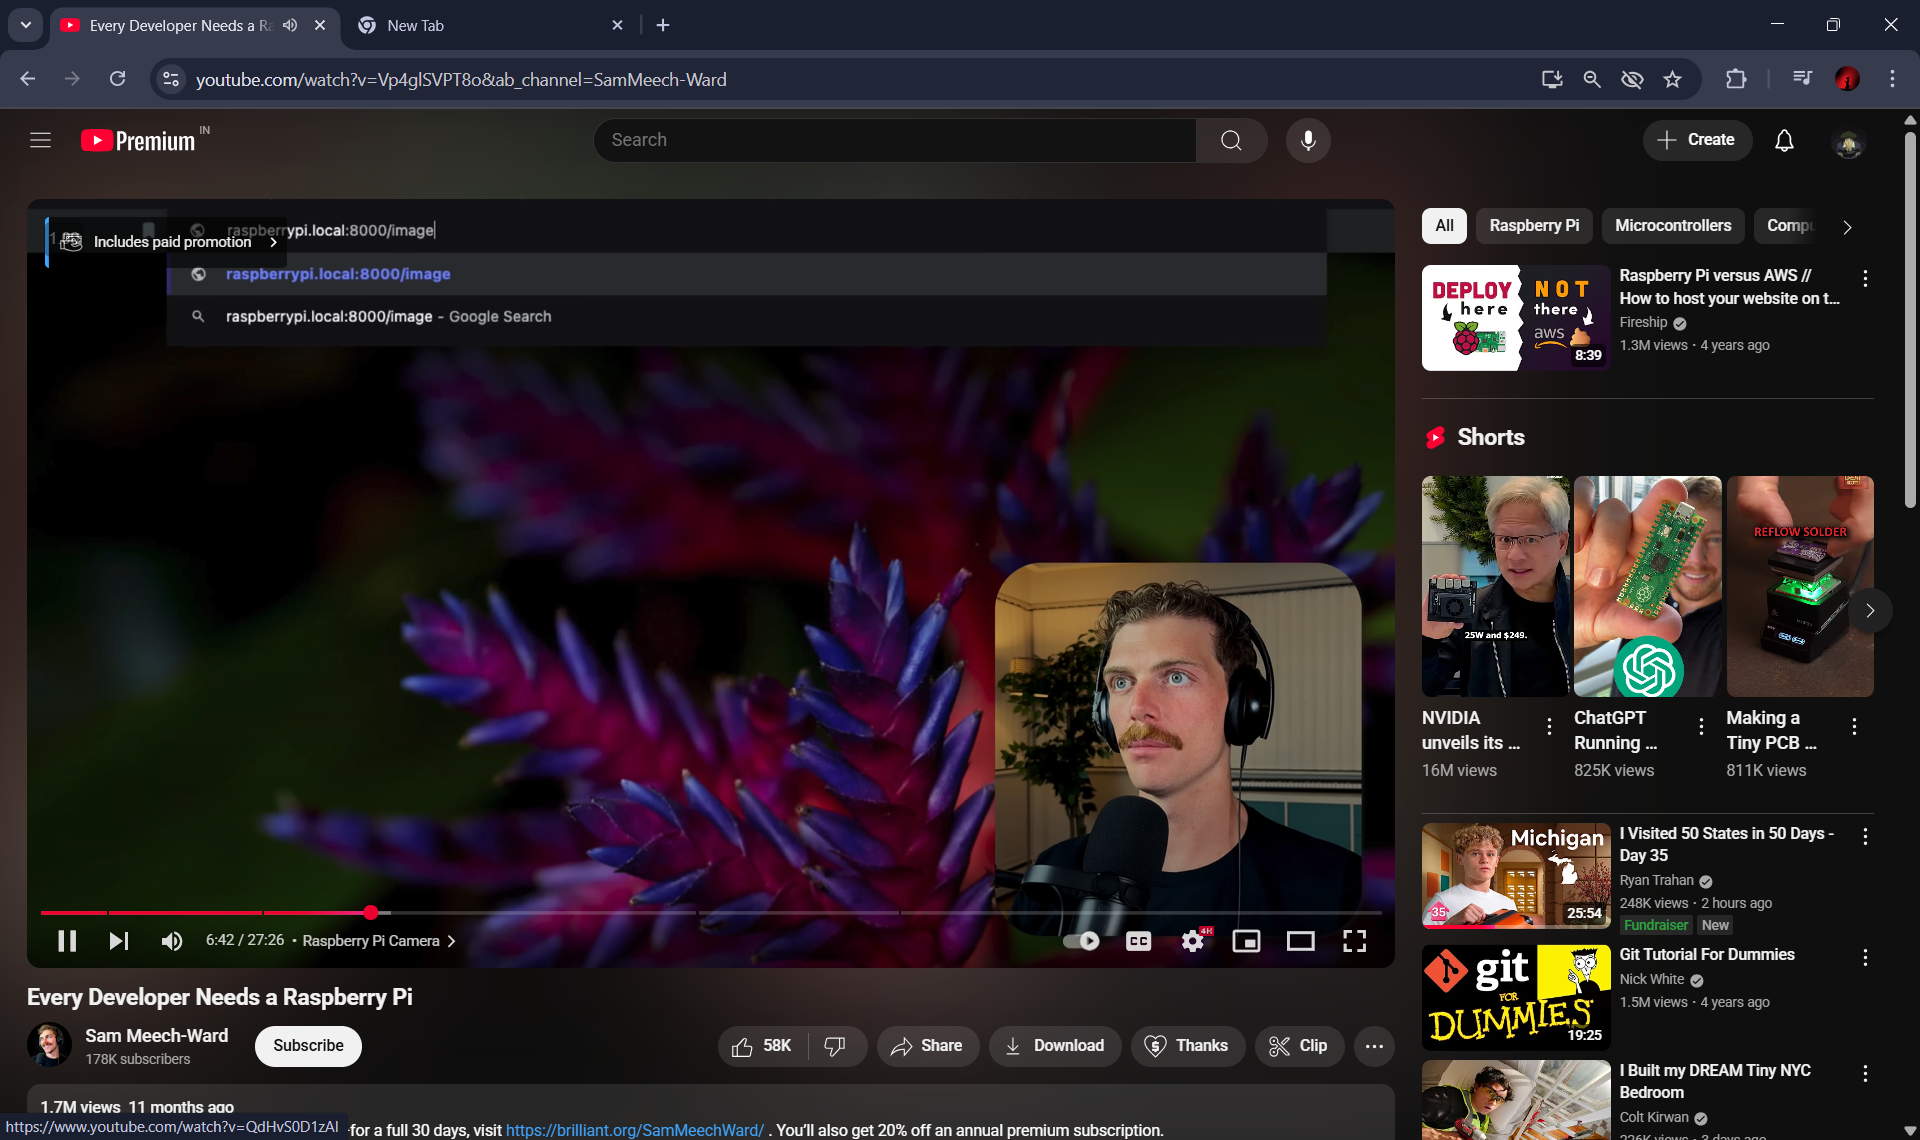 Every Developer Needs a Ra
New Tab
youtube.com/watch?v=Vp4glSVPT8o&ab_channel=SamMeech-Ward
Premium IN
Search
Create
raspberrypi.local:8000/image
Includes paid promotion
raspberrypi.local:8000/image
raspberrypi.local:8000/image - Google Search
6:42 / 27:26 • Raspberry Pi Camera
CC
4K
Every Developer Needs a Raspberry Pi
Sam Meech-Ward
178K subscribers
Subscribe
58K
Share
Download
Thanks
Clip
1.7M views 11 months ago
https://www.youtube.com/watch?v=QdHvS0D1zAI
for a full 30 days, visit https://brilliant.org/SamMeechWard/ . You'll also get 20% off an annual premium subscription.
All
Raspberry Pi
Microcontrollers
Compu
DEPLOY here
NOT there
aws
8:39
Raspberry Pi versus AWS //
How to host your website on t...
Fireship
1.3M views • 4 years ago
Shorts
25W and $249.
REFLOW SOLDER
NVIDIA
unveils its ...
16M views
ChatGPT
Running ...
825K views
Making a
Tiny PCB ...
811K views
Michigan
35
25:54
I Visited 50 States in 50 Days -
Day 35
Ryan Trahan
248K views • 2 hours ago
Fundraiser
New
git
FOR
DUMMIES
19:25
Git Tutorial For Dummies
Nick White
1.5M views • 4 years ago
I Built my DREAM Tiny NYC
Bedroom
Colt Kirwan
226K views • 3 days ago